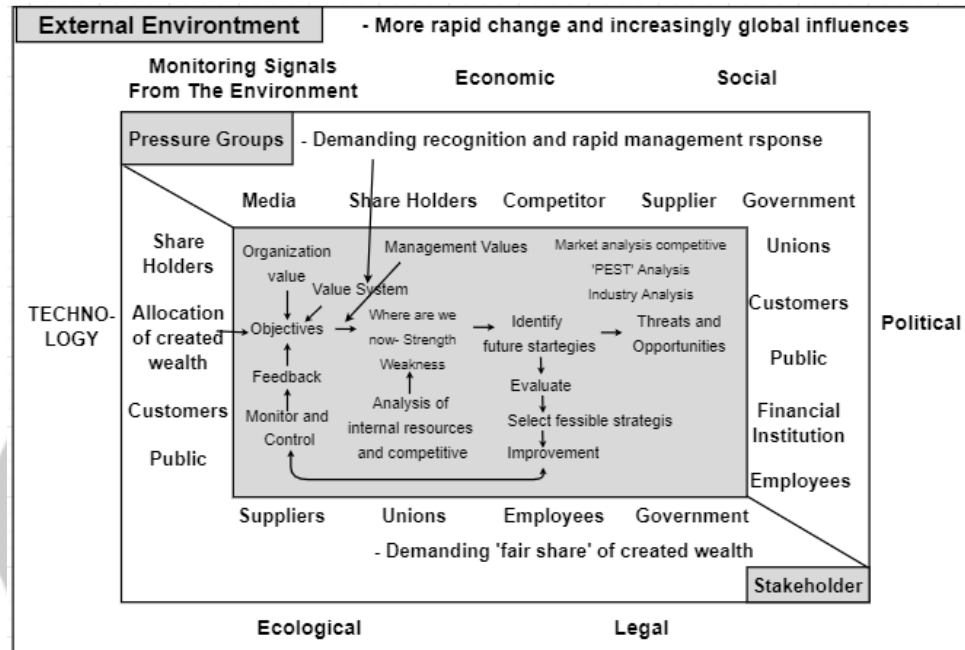 External Environtment
- More rapid change and increasingly global influences
Monitoring Signals
From The Environment
Economic
Social
Pressure Groups
- Demanding recognition and rapid management rsponse
Media
Share Holders
Competitor
Supplier
Government
Share
Holders
Organization
value
Management Values
Market analysis competitive
'PEST' Analysis
Industry Analysis
Unions
Value System
TECHNO-
LOGY
Allocation
of created
wealth
Objectives
Where are we
now- Strength
Weakness
Identify
future startegies
Threats and
Opportunities
Customers
Political
Feedback
Evaluate
Public
Customers
Monitor and
Control
Analysis of
internal resources
and competitive
Select fessible strategis
Improvement
Financial
Institution
Public
Employees
Suppliers
Unions
Employees
Government
- Demanding 'fair share' of created wealth
Stakeholder
Ecological
Legal